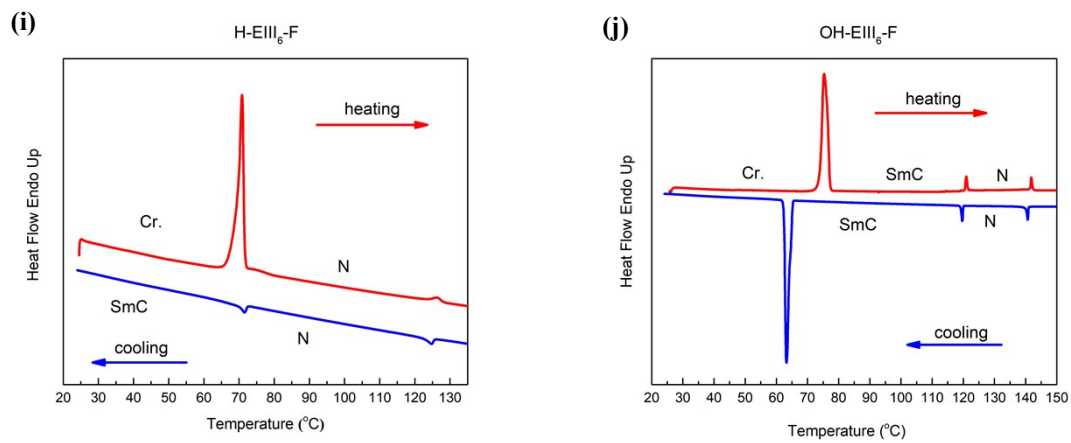 (i)
H-EIII₆-F
Heat Flow Endo Up
heating
Cr.
N
SmC
N
cooling
20 30 40 50 60 70 80 90 100 110 120 130
Temperature (°C)
(j)
OH-EIII₆-F
Heat Flow Endo Up
heating
Cr.
SmC
N
SmC
N
cooling
20 30 40 50 60 70 80 90 100 110 120 130 140 150
Temperature (°C)